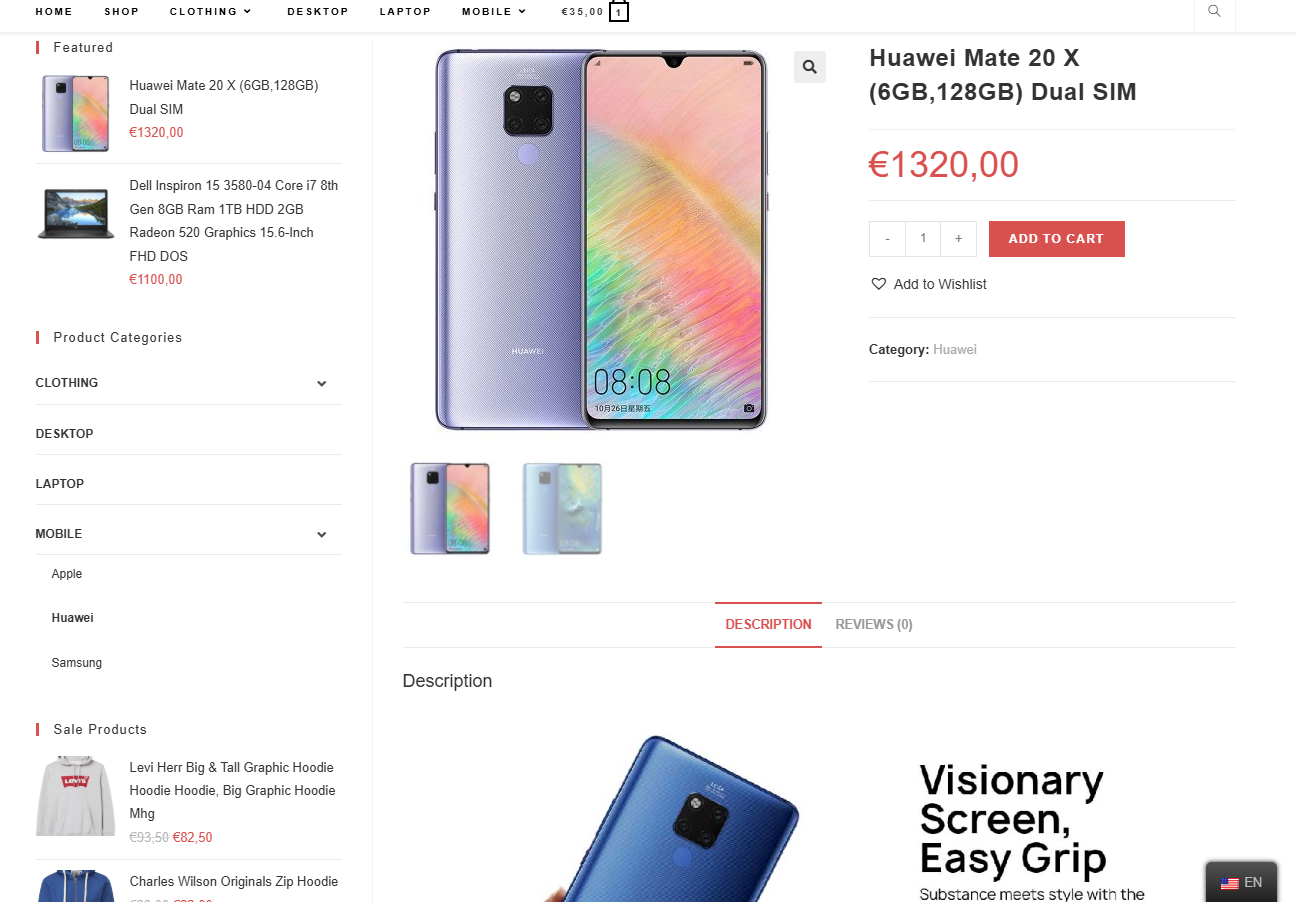 HOME SHOP CLOTHING DESKTOP LAPTOP MOBILE €35,00 1
Featured
Huawei Mate 20 X (6GB,128GB)
Dual SIM
€1320,00
Dell Inspiron 15 3580-04 Core i7 8th
Gen 8GB Ram 1TB HDD 2GB
Radeon 520 Graphics 15.6-Inch
FHD DOS
€1100,00
Product Categories
CLOTHING
DESKTOP
LAPTOP
MOBILE
Apple
Huawei
Samsung
Sale Products
LEVI'S
Levi Herr Big & Tall Graphic Hoodie
Hoodie Hoodie, Big Graphic Hoodie
Mhg
€93,50 €82,50
Charles Wilson Originals Zip Hoodie
LEICA
HUAWEI
08:08
10月26日星期五
08:08
Huawei Mate 20 X
(6GB,128GB) Dual SIM
€1320,00
- 1 + ADD TO CART
Add to Wishlist
Category: Huawei
DESCRIPTION REVIEWS (0)
Description
LEICA
Visionary
Screen,
Easy Grip
Substance meets style with the
EN